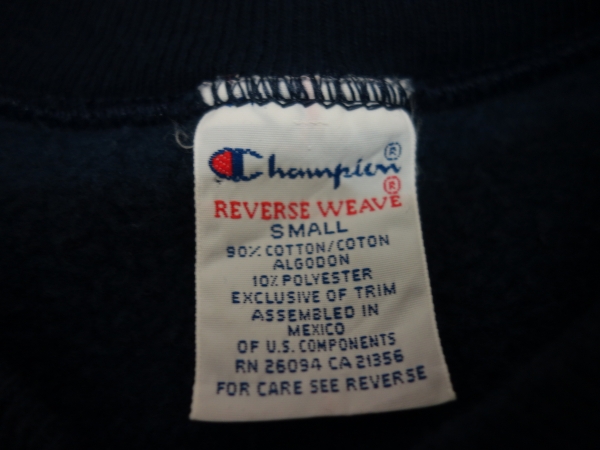 Champion®
REVERSE WEAVE®
SMALL
90% COTTON/COTON
ALGODON
10% POLYESTER
EXCLUSIVE OF TRIM
ASSEMBLED IN
MEXICO
OF U.S. COMPONENTS
RN 26094 CA 21356
FOR CARE SEE REVERSE